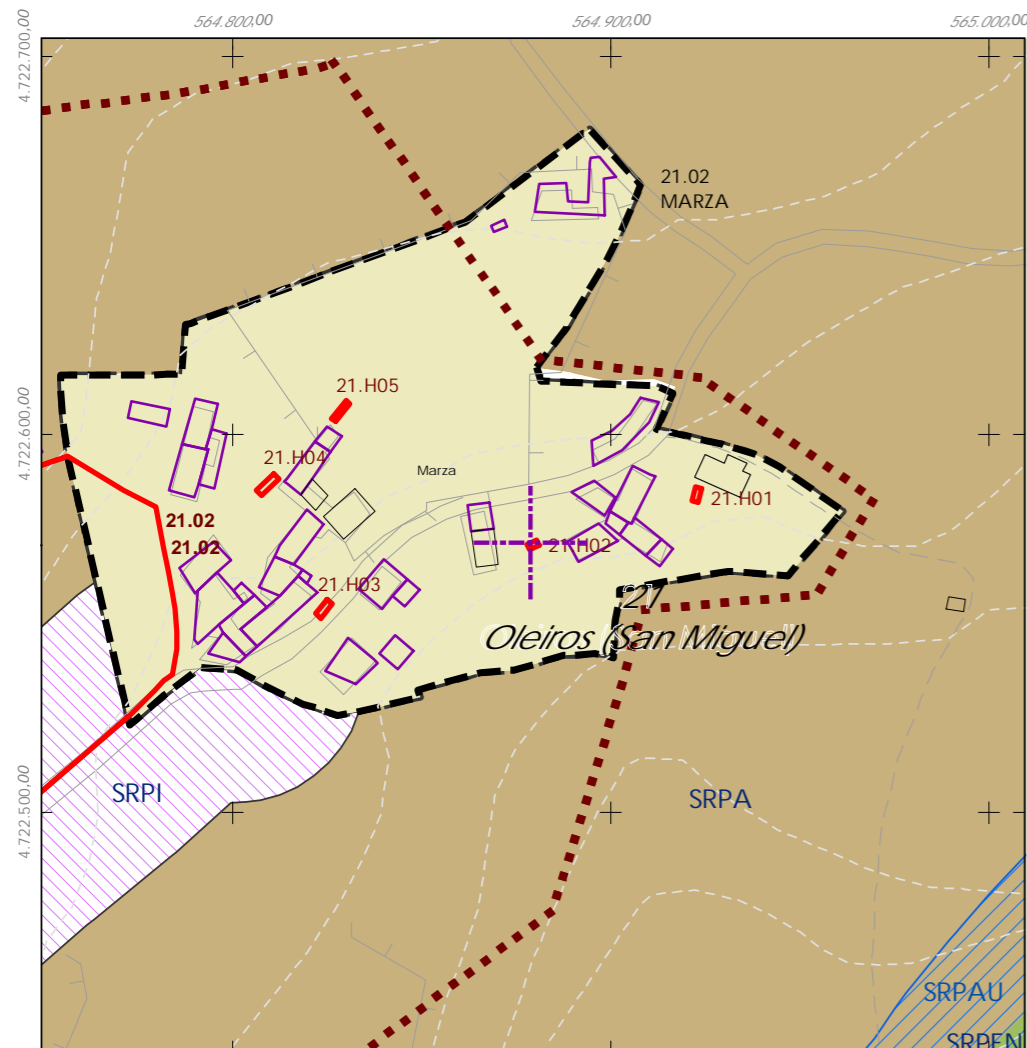 564.800,00
564.900,00
565.000,00
4.722.700,00
21.02
MARZA
21.H05
4.722.600,00
21.H04
Marza
21.H01
21.02
21.02
21.H02
21.H03
21
Oleiros (San Miguel)
SRPI
SRPA
4.722.500,00
SRPAU
SRPEN